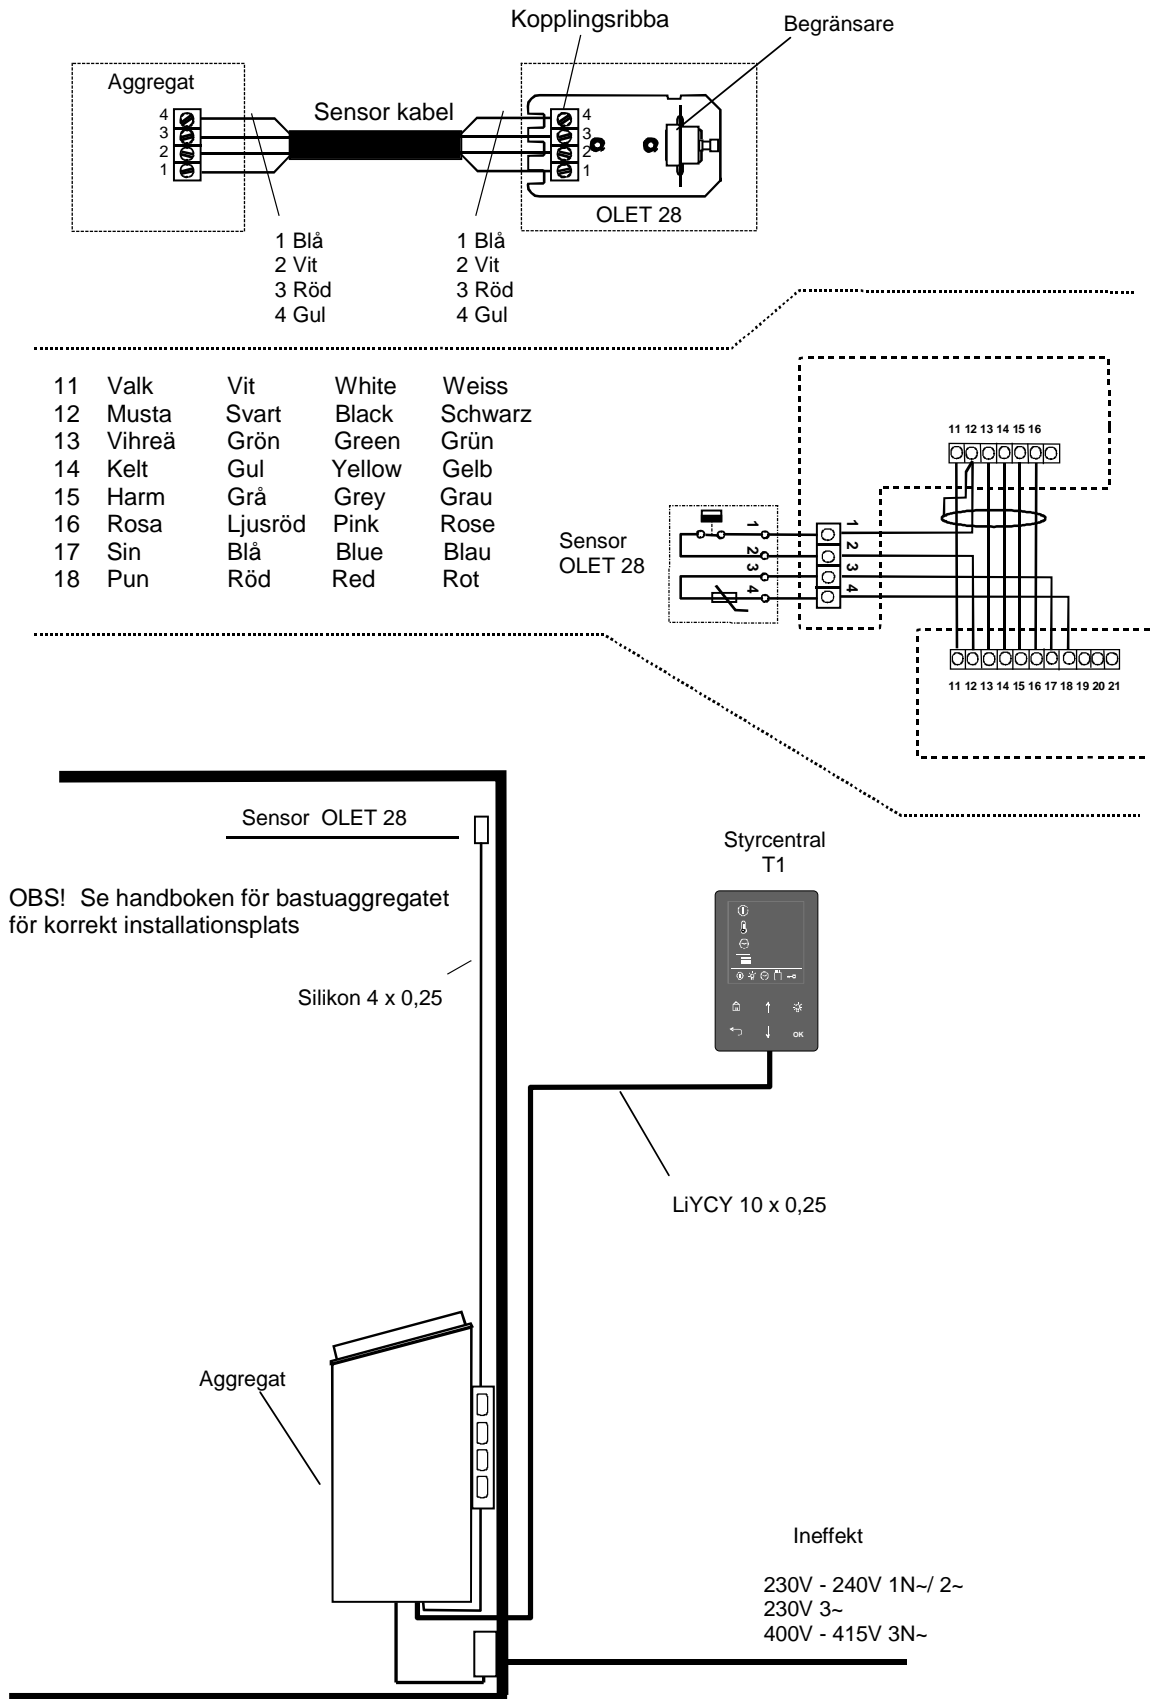 Kopplingsribba
Begränsare
Aggregat
Sensor kabel
4
3
2
1
4
3
2
1
OLET 28
1 Blå
2 Vit
3 Röd
4 Gul
1 Blå
2 Vit
3 Röd
4 Gul
11 Valk Vit White Weiss
12 Musta Svart Black Schwarz
13 Vihreä Grön Green Grün
14 Kelt Gul Yellow Gelb
15 Harm Grå Grey Grau
16 Rosa Ljusröd Pink Rose
17 Sin Blå Blue Blau
18 Pun Röd Red Rot
11 12 13 14 15 16
Sensor
OLET 28
1
2
3
4
1
2
3
4
11 12 13 14 15 16 17 18 19 20 21
Sensor OLET 28
Styrcentral
T1
OBS! Se handboken för bastuaggregatet
för korrekt installationsplats
Silikon 4 x 0,25
OK
LiYCY 10 x 0,25
Aggregat
Ineffekt
230V - 240V 1N~/ 2~
230V 3~
400V - 415V 3N~